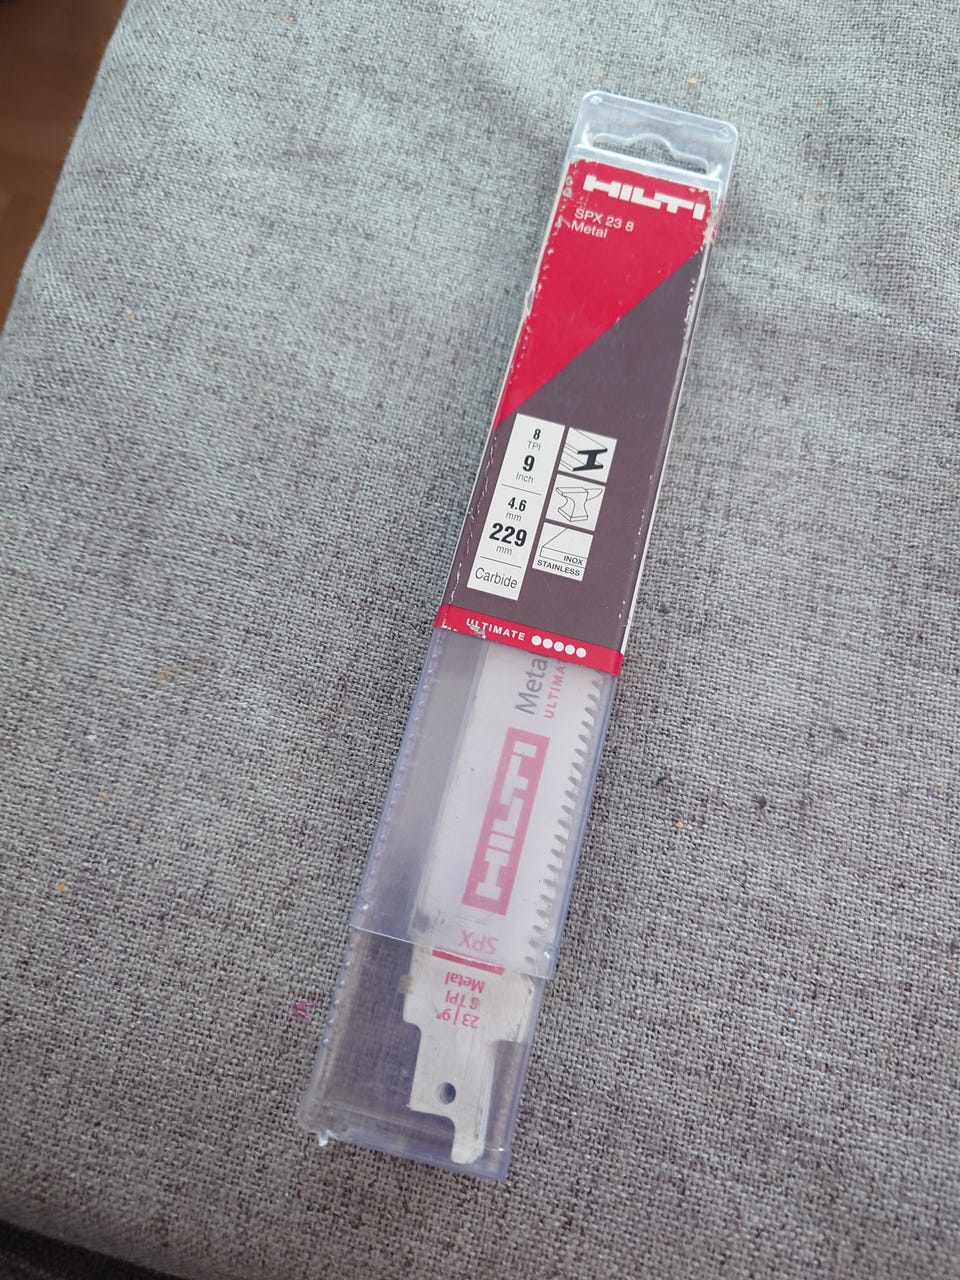 HILTI
SPX 23 8
Metal
8
TPI
9
Inch
4.6
mm
229
mm
Carbide
INOX
STAINLESS
ULTIMATE
Metal
ULTIMA
HILTI
SPX
Metal
TPI
23 | 9"